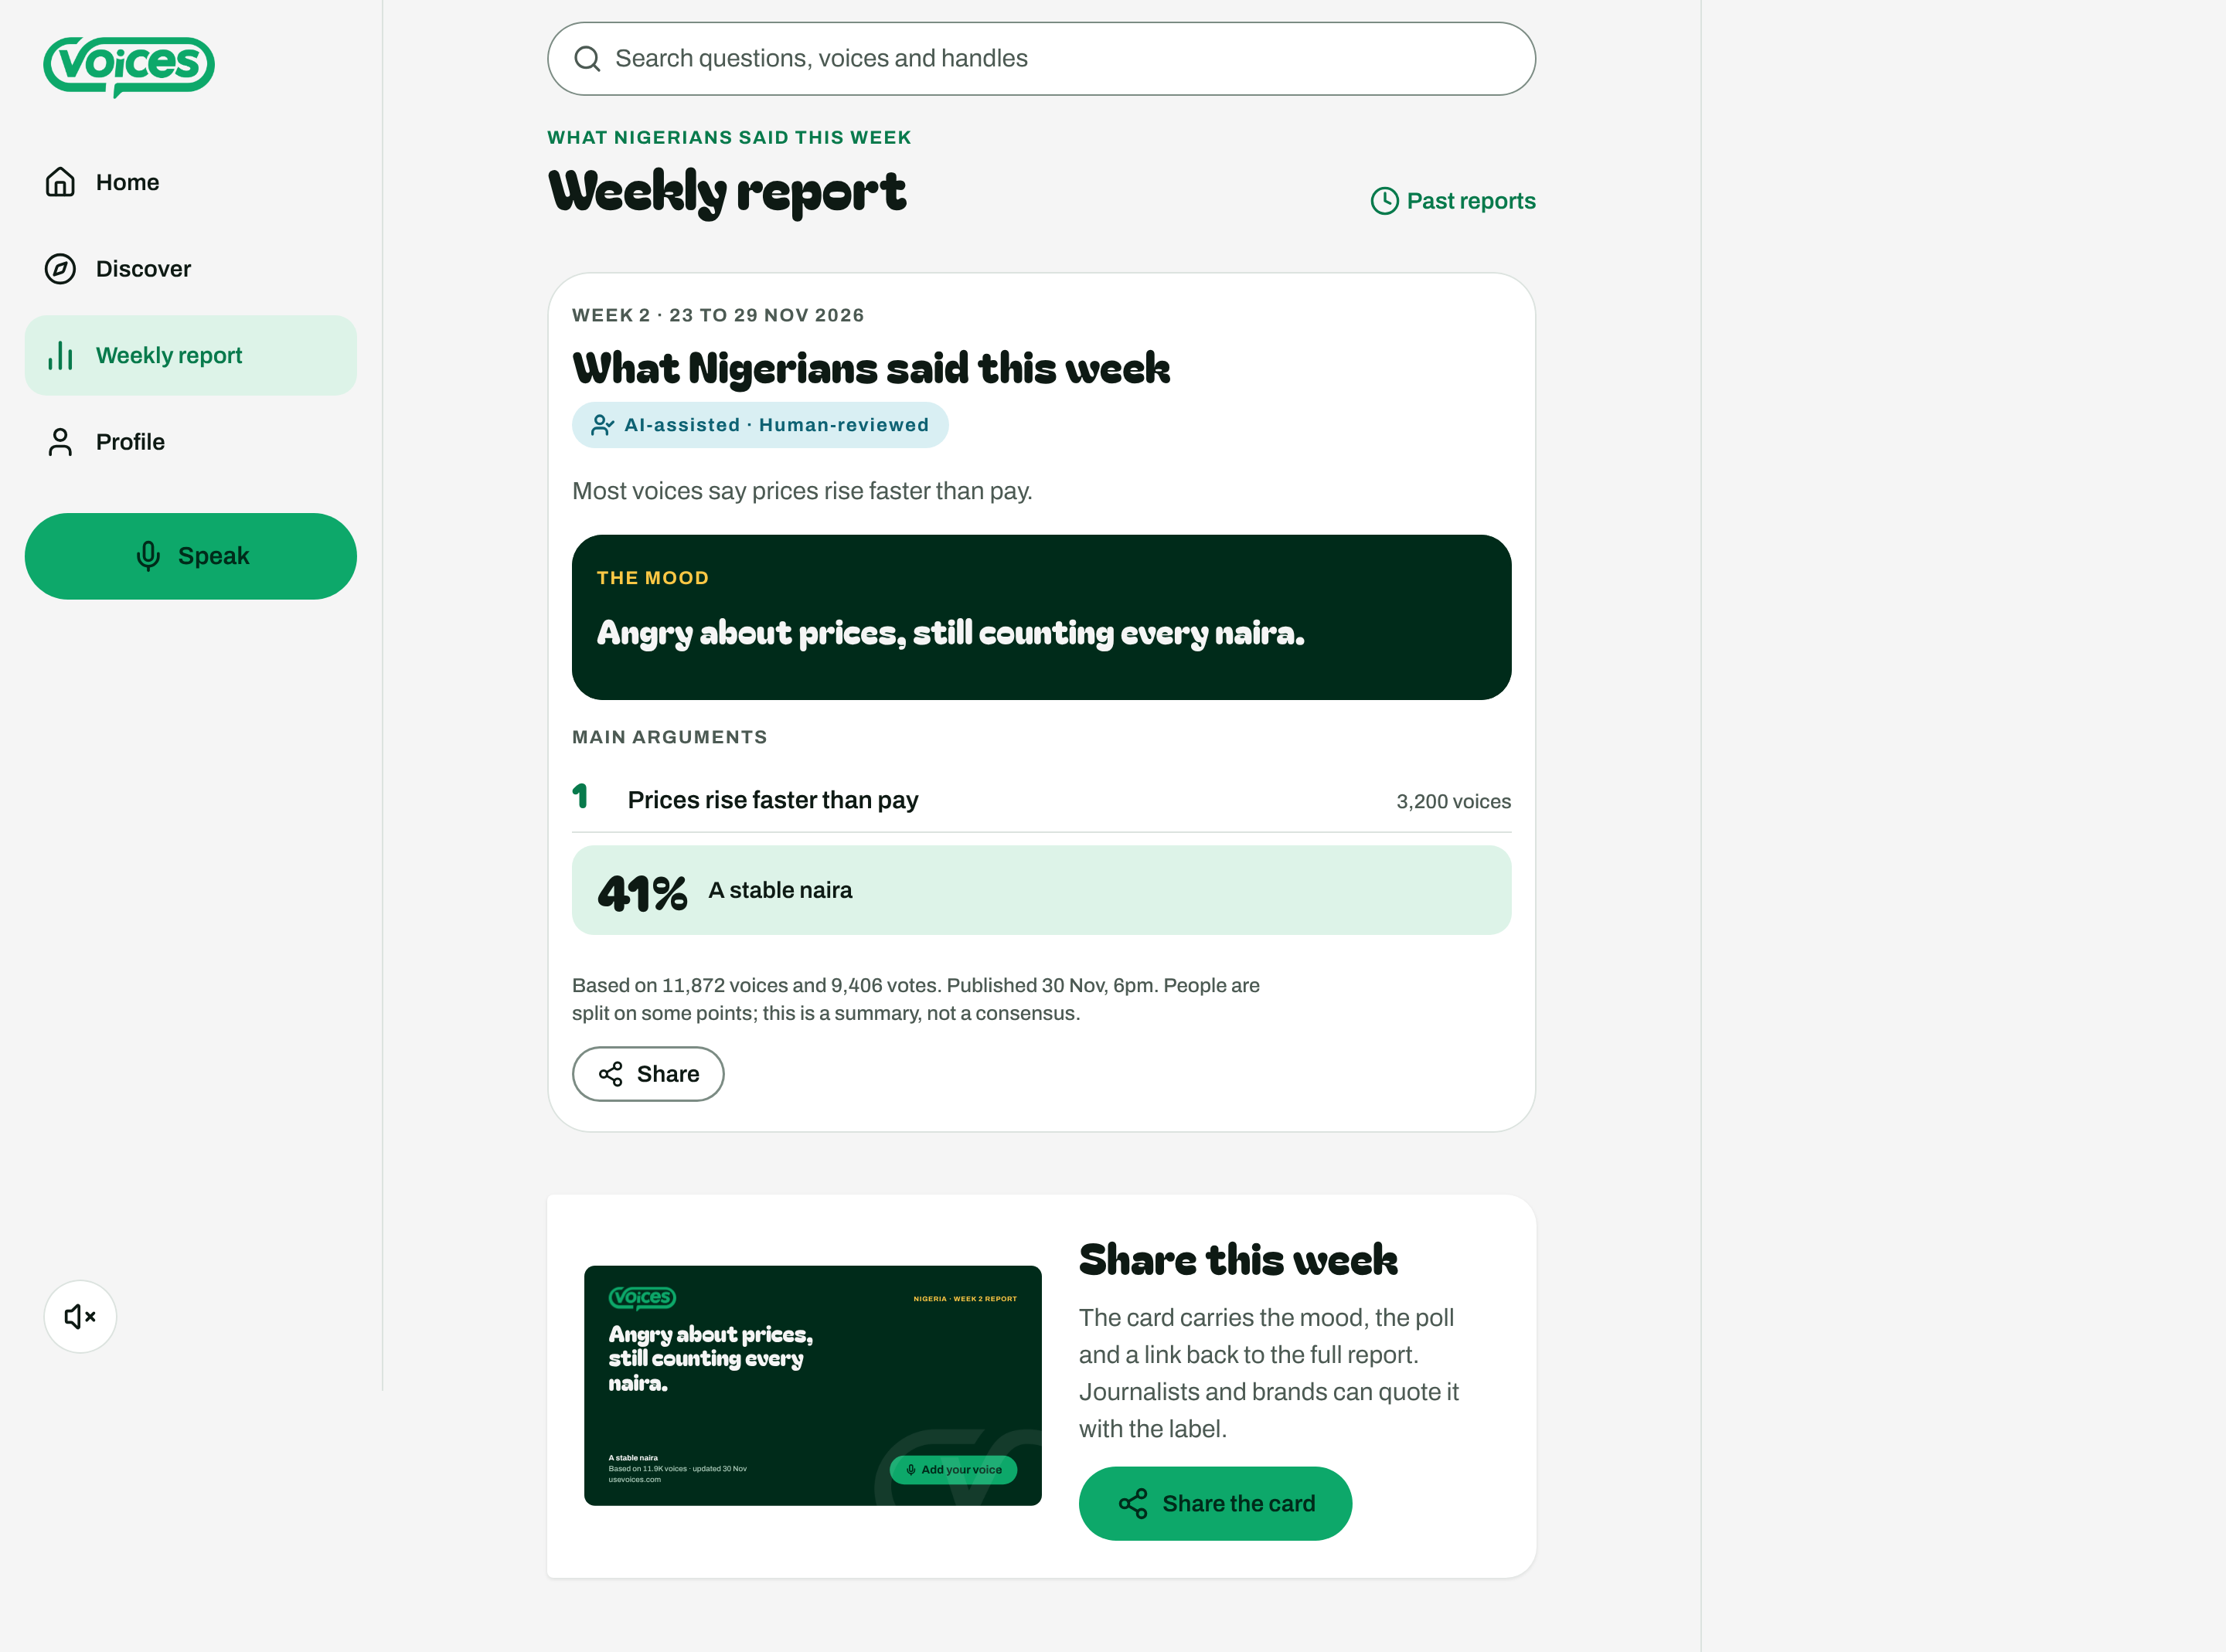 voices
Home
Discover
Weekly report
Profile
Speak
Search questions, voices and handles
WHAT NIGERIANS SAID THIS WEEK
Weekly report
Past reports
WEEK 2 · 23 TO 29 NOV 2026
What Nigerians said this week
AI-assisted · Human-reviewed
Most voices say prices rise faster than pay.
THE MOOD
Angry about prices, still counting every naira.
MAIN ARGUMENTS
1 Prices rise faster than pay 3,200 voices
41% A stable naira
Based on 11,872 voices and 9,406 votes. Published 30 Nov, 6pm. People are
split on some points; this is a summary, not a consensus.
Share
voices
NIGERIA · WEEK 2 REPORT
Angry about prices,
still counting every
naira.
A stable naira
Based on 11.9K voices · updated 30 Nov
usevoices.com
Add your voice
Share this week
The card carries the mood, the poll
and a link back to the full report.
Journalists and brands can quote it
with the label.
Share the card